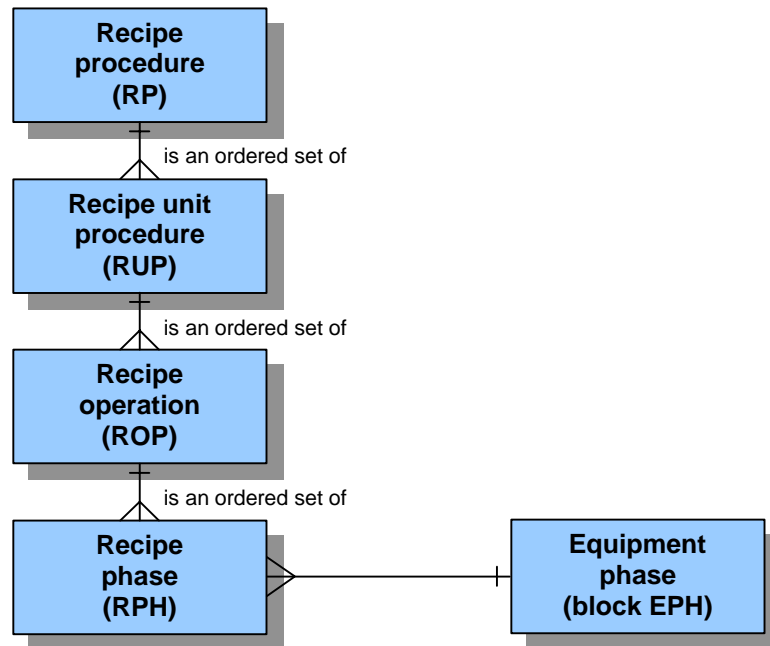 Recipe
procedure
(RP)
is an ordered set of
Recipe unit
procedure
(RUP)
is an ordered set of
Recipe
operation
(ROP)
is an ordered set of
Recipe
phase
(RPH)
Equipment
phase
(block EPH)